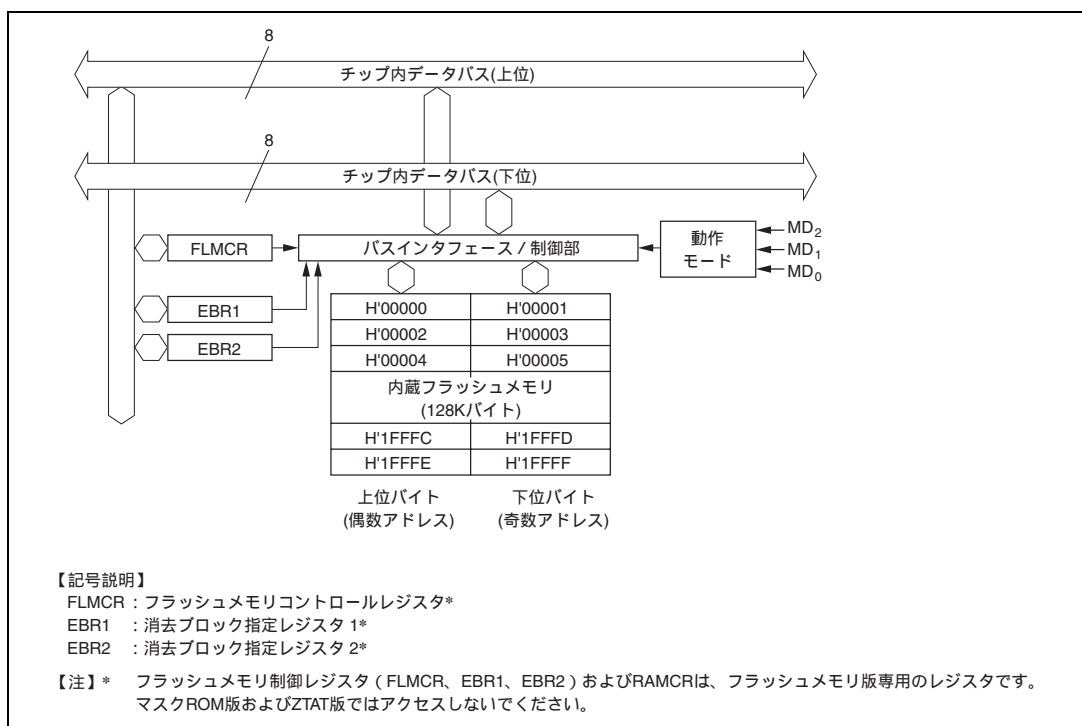 8
チップ内データバス(上位)
8
チップ内データバス(下位)
FLMCR
バスインタフェース / 制御部
動作
モード
MD2
MD1
MD0
EBR1
EBR2
H'00000 H'00001
H'00002 H'00003
H'00004 H'00005
内蔵フラッシュメモリ
(128Kバイト)
H'1FFFC H'1FFFD
H'1FFFE H'1FFFF
上位バイト 下位バイト
(偶数アドレス) (奇数アドレス)
【記号説明】
FLMCR : フラッシュメモリコントロールレジスタ*
EBR1 : 消去ブロック指定レジスタ 1*
EBR2 : 消去ブロック指定レジスタ 2*
【注】* フラッシュメモリ制御レジスタ ( FLMCR、EBR1、EBR2 ) およびRAMCRは、フラッシュメモリ版専用のレジスタです。
マスクROM版およびZTAT版ではアクセスしないでください。